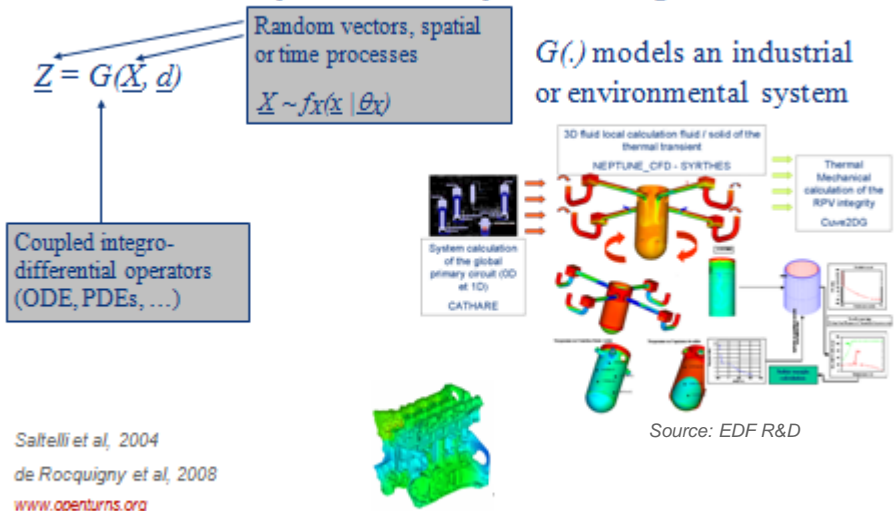 Random vectors, spatial
or time processes
X ~ fx(x | θx)
Z = G(X, d)
G(.) models an industrial
or environmental system
Coupled integro-
differential operators
(ODE, PDEs, …)
3D fluid local calculation fluid / solid of the
thermal transient
NEPTUNE_CFD - SYRTHES
Thermal
Mechanical
calculation of the
RPV integrity
Cuve2DG
System calculation
of the global
primary circuit (0D
et 1D)
CATHARE
Source: EDF R&D
Saltelli et al, 2004
de Rocquigny et al, 2008
www.openturns.org